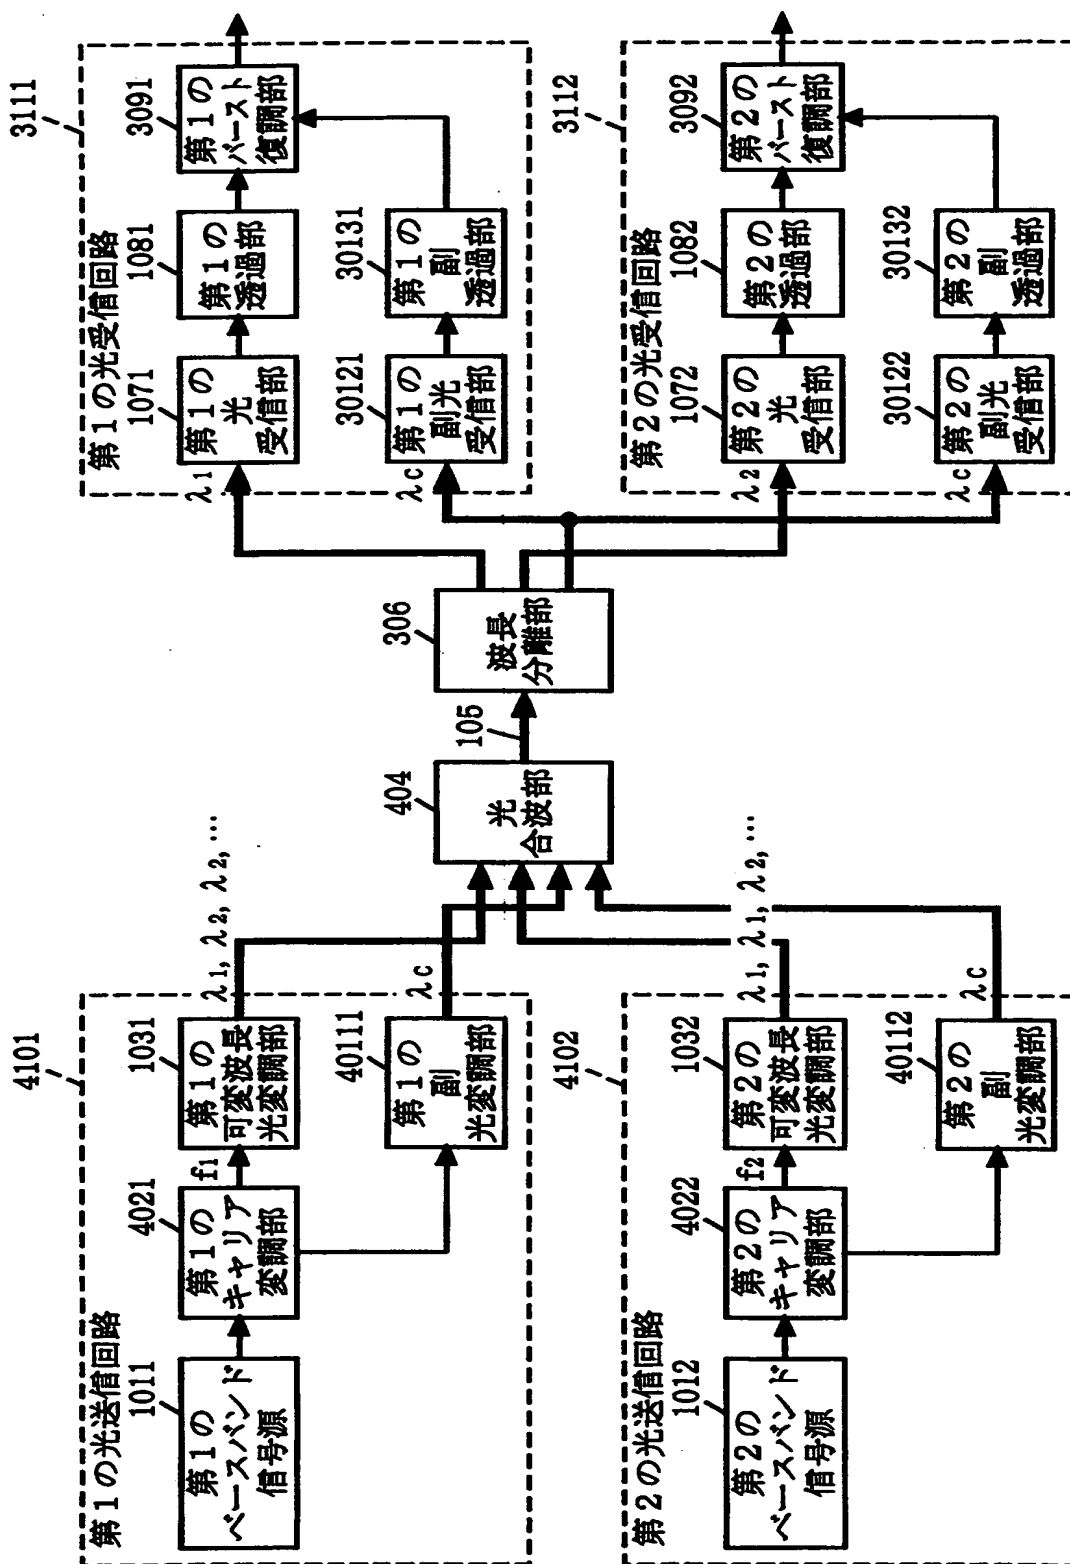 4101
第1の光送信回路
1011
第1の
ベースバンド
信号源
4021
第1の
キャリア
変調部
f1
1031
第1の
可変波長
光変調部
λ1, λ2, λ2, …
40111
第1の
副
光変調部
λc
4102
第2の光送信回路
1012
第2の
ベースバンド
信号源
4022
第2の
キャリア
変調部
f2
1032
第2の
可変波長
光変調部
λ1, λ1, λ2, …
40112
第2の
副
光変調部
λc
404
光
合波部
105
306
波長
分離部
3111
第1の光受信回路
λ1
1071
第1の
光
受信部
1081
第1の
透過部
3091
第1の
バースト
復調部
λc
30121
第1の
副光
受信部
30131
第1の
副
透過部
3112
第2の光受信回路
λ2
1072
第2の
光
受信部
1082
第2の
透過部
3092
第2の
バースト
復調部
λc
30122
第2の
副光
受信部
30132
第2の
副
透過部